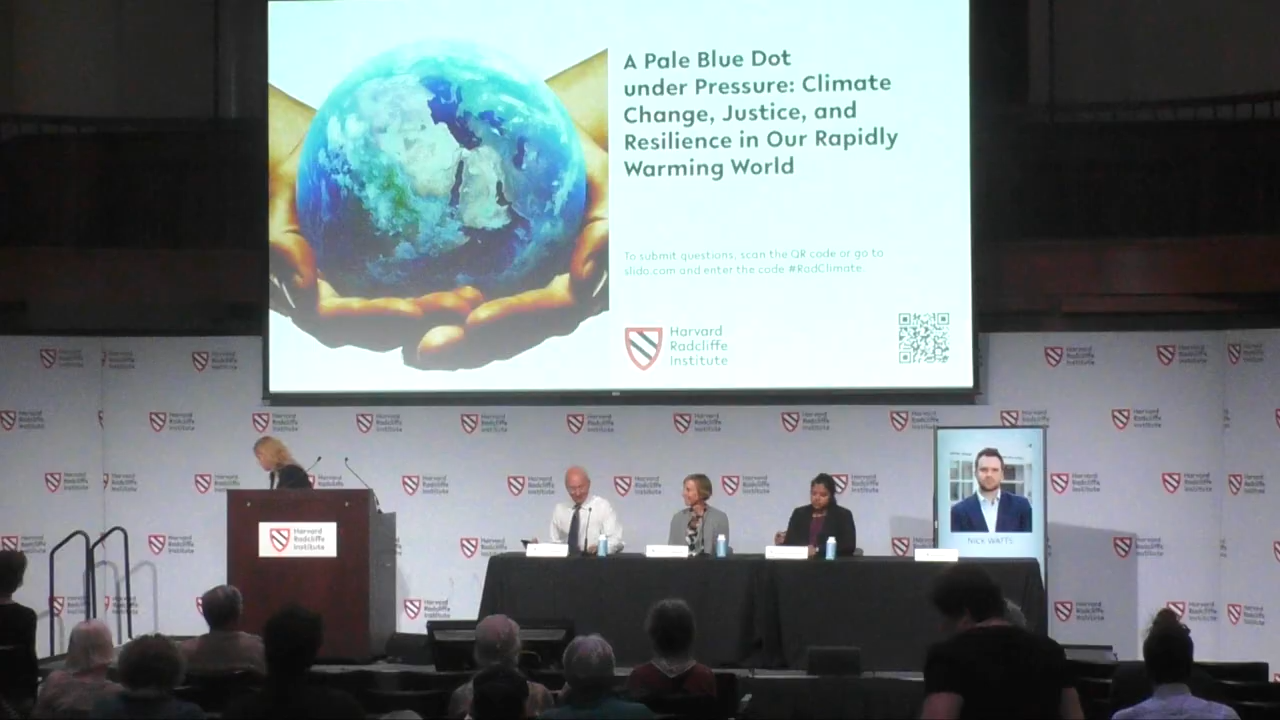 A Pale Blue Dot
under Pressure: Climate
Change, Justice, and
Resilience in Our Rapidly
Warming World
To submit questions, scan the QR code or go to
slido.com and enter the code #RadClimate.
Harvard
Radcliffe
Institute
Harvard
Radcliffe
Institute
NICK WATTS